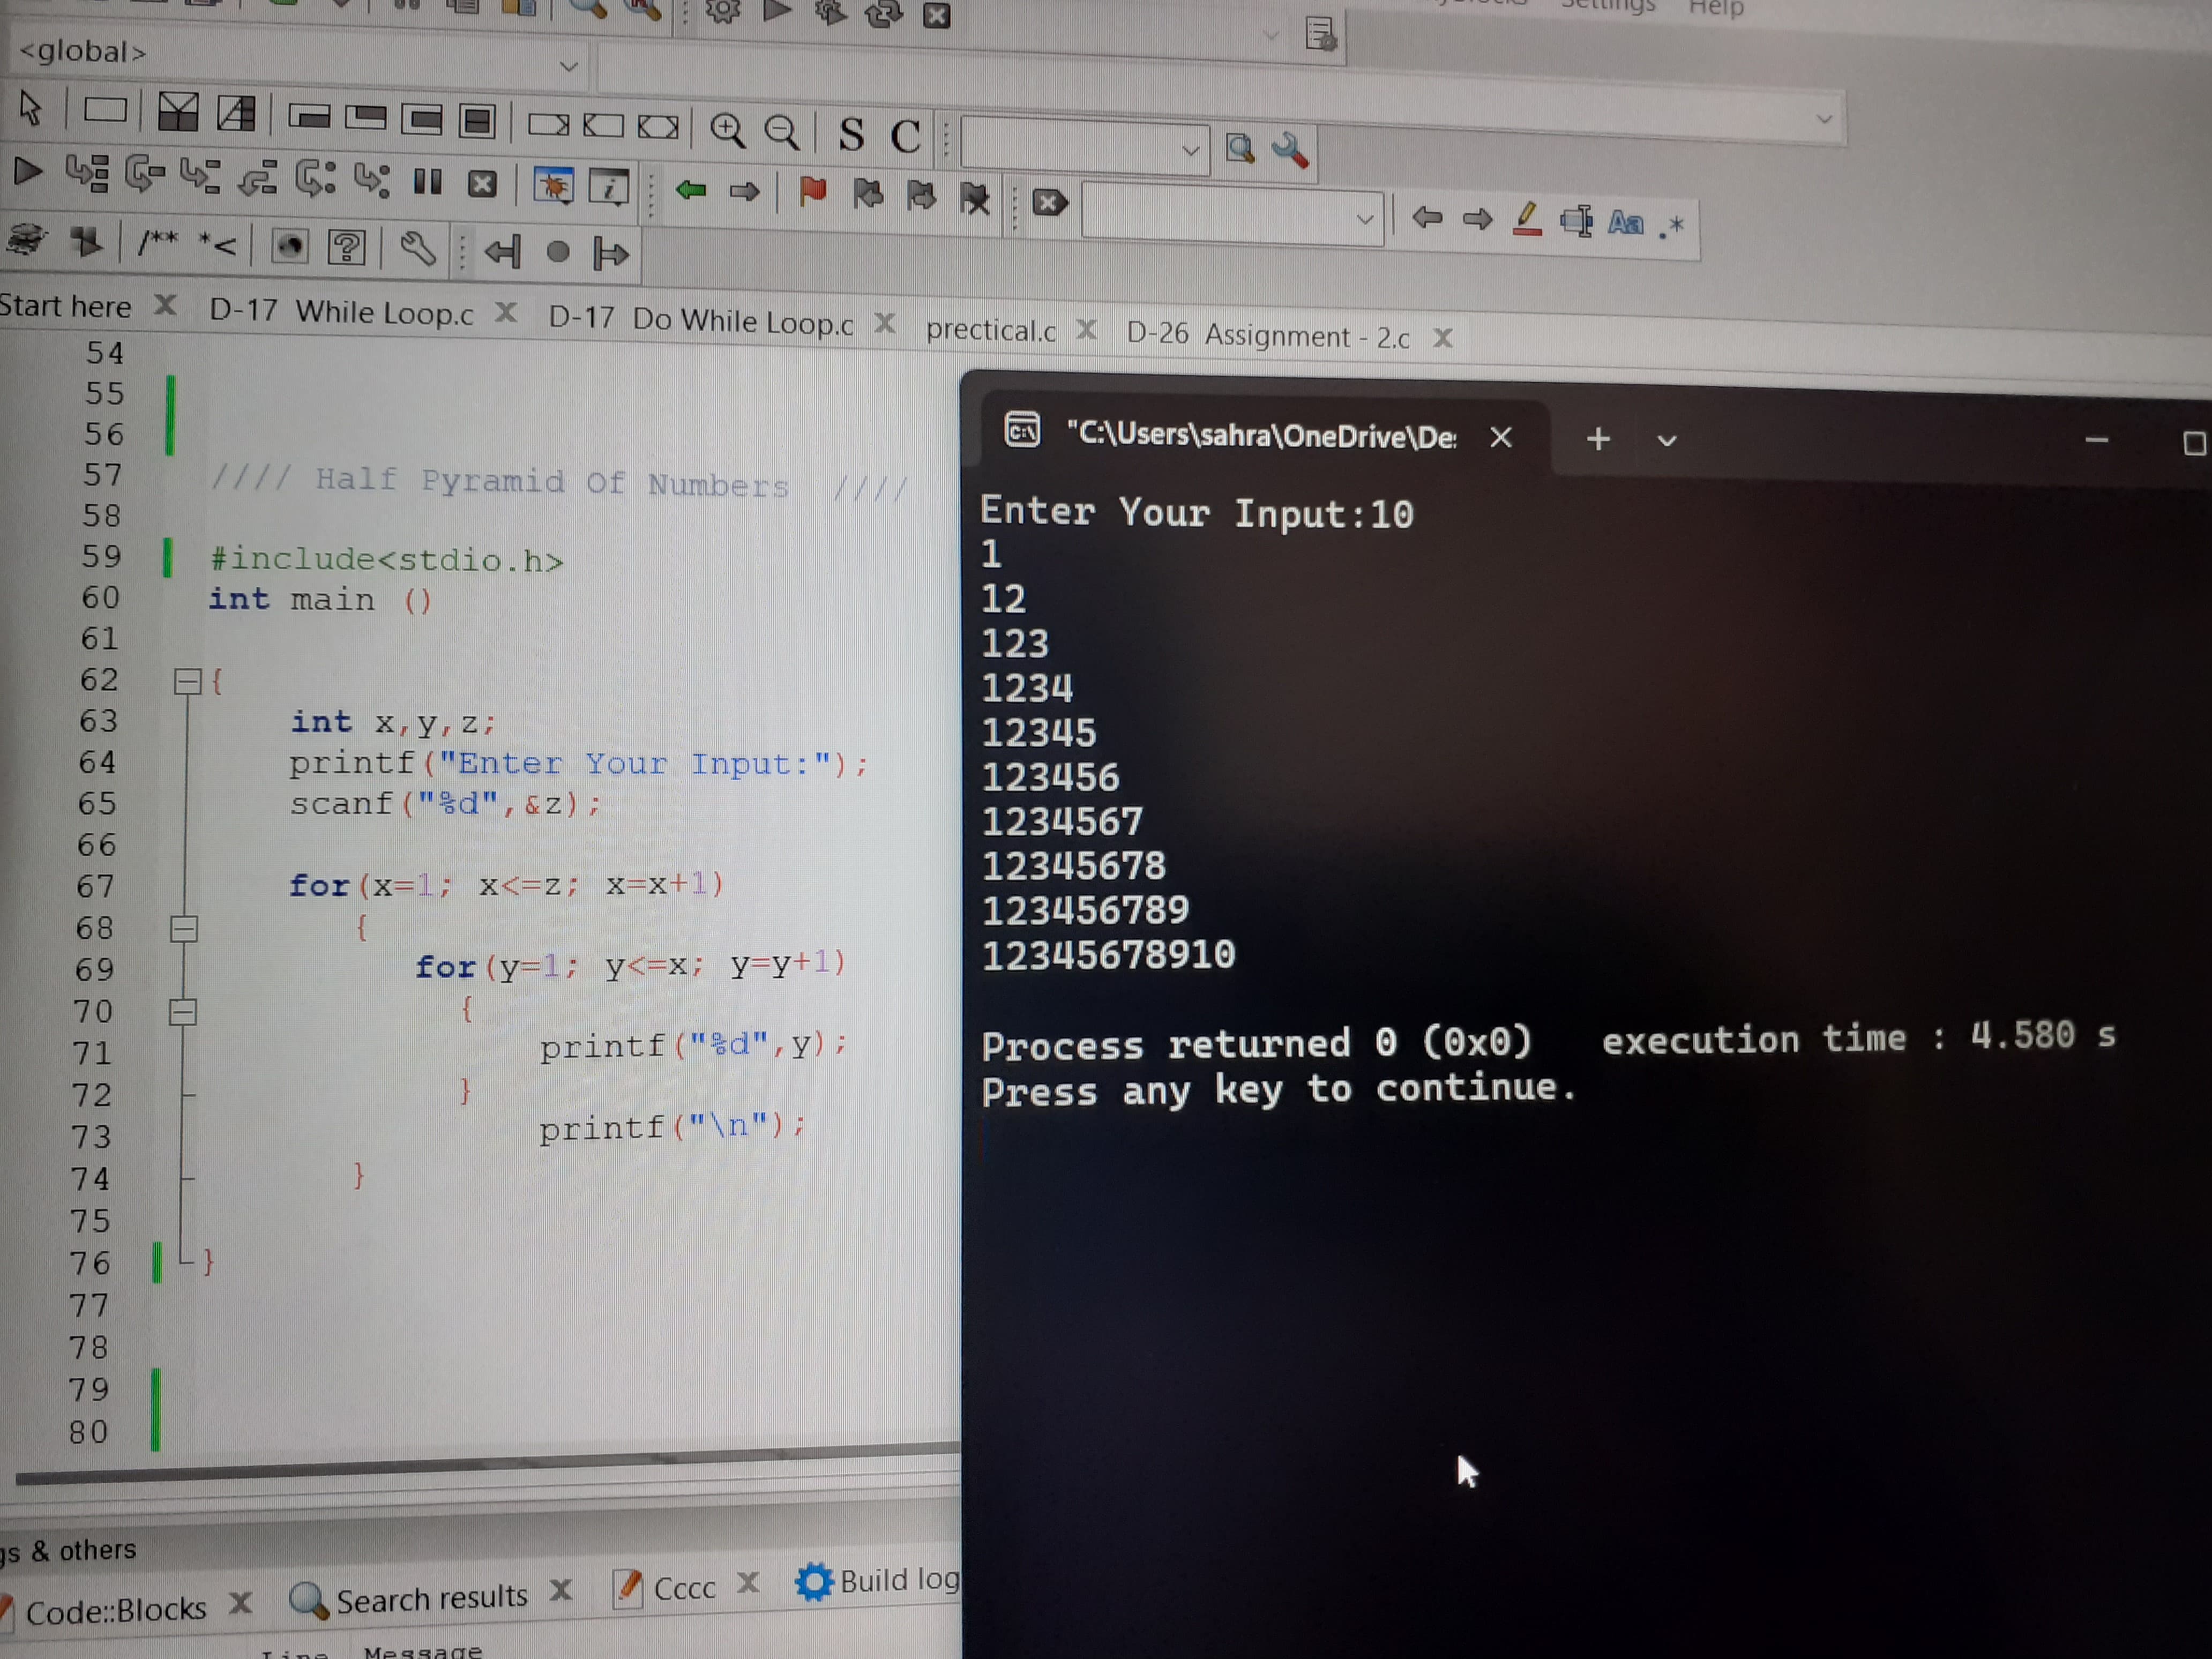 Settings Help
<global>
S C
/** *< Aa .*
Start here D-17 While Loop.c D-17 Do While Loop.c prectical.c D-26 Assignment - 2.c
54
55
56
57 //// Half Pyramid Of Numbers ////
58
59 #include<stdio.h>
60 int main ()
61
62 {
63 int x,y,z;
64 printf("Enter Your Input:");
65 scanf("%d",&z);
66
67 for(x=1; x<=z; x=x+1)
68 {
69 for(y=1; y<=x; y=y+1)
70 {
71 printf("%d",y);
72 }
73 printf("\n");
74 }
75
76 }
77
78
79
80
"C:\Users\sahra\OneDrive\De:
Enter Your Input:10
1
12
123
1234
12345
123456
1234567
12345678
123456789
12345678910
Process returned 0 (0x0) execution time : 4.580 s
Press any key to continue.
& others
Code::Blocks Search results Cccc Build log
Line Message